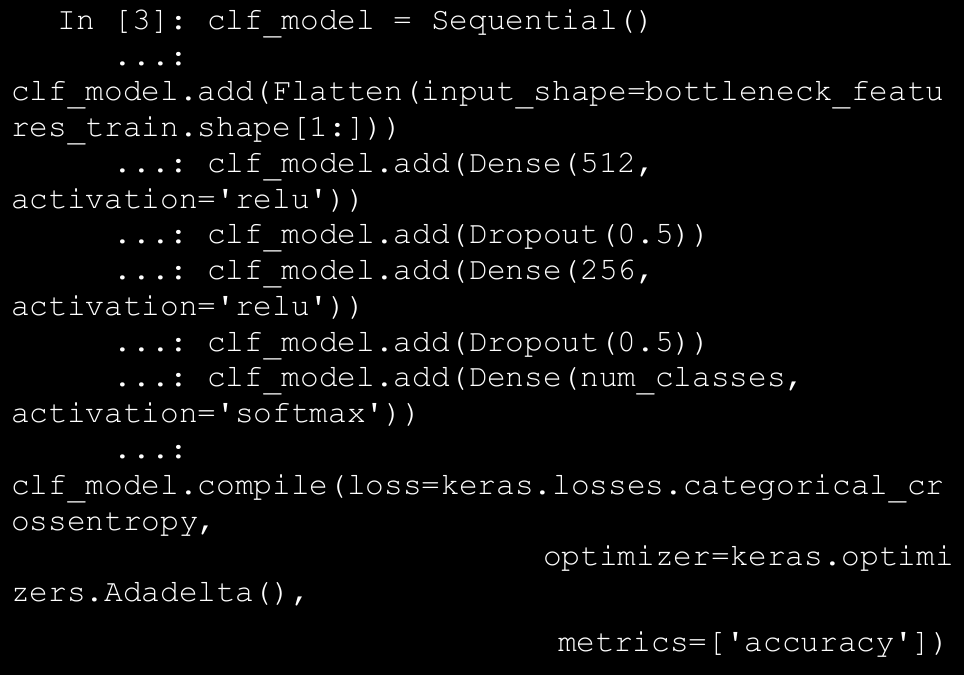 In [3]: clf_model = Sequential()
...:
clf_model.add(Flatten(input_shape=bottleneck_featu
res_train.shape[1:]))
...: clf_model.add(Dense(512,
activation='relu'))
...: clf_model.add(Dropout(0.5))
...: clf_model.add(Dense(256,
activation='relu'))
...: clf_model.add(Dropout(0.5))
...: clf_model.add(Dense(num_classes,
activation='softmax'))
...:
clf_model.compile(loss=keras.losses.categorical_cr
ossentropy,
optimizer=keras.optimi
zers.Adadelta(),
metrics=['accuracy'])